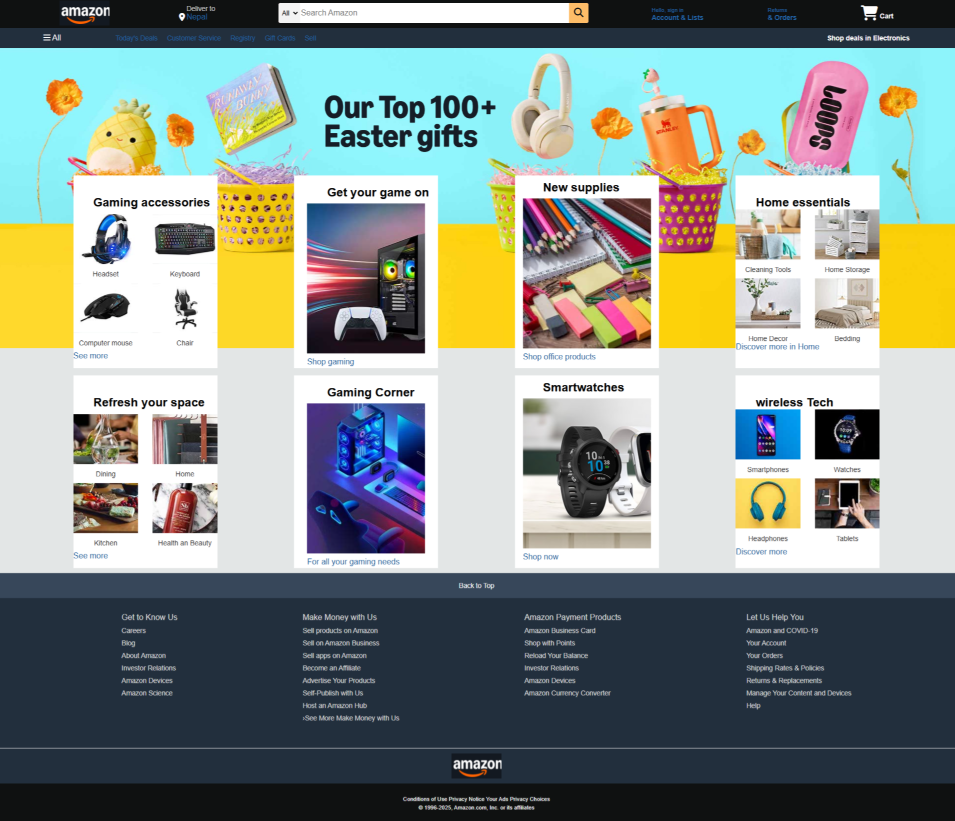 amazon
Deliver to
Nepal
All
Search Amazon
Hello, sign in
Account & Lists
Returns
& Orders
Cart
All
Today's Deals Customer Service Registry Gift Cards Sell
Shop deals in Electronics
THE RUNAWAY BUNNY
Our Top 100+
Easter gifts
STANLEY
LOOPS
Gaming accessories
Headset
Keyboard
Computer mouse
Chair
See more
Get your game on
Shop gaming
New supplies
Shop office products
Home essentials
Cleaning Tools
Home Storage
Home Decor
Bedding
Discover more in Home
Refresh your space
Dining
Home
Kitchen
Health an Beauty
See more
Gaming Corner
For all your gaming needs
Smartwatches
Shop now
wireless Tech
Smartphones
Watches
Headphones
Tablets
Discover more
Back to Top
Get to Know Us
Careers
Blog
About Amazon
Investor Relations
Amazon Devices
Amazon Science
Make Money with Us
Sell products on Amazon
Sell on Amazon Business
Sell apps on Amazon
Become an Affiliate
Advertise Your Products
Self-Publish with Us
Host an Amazon Hub
›See More Make Money with Us
Amazon Payment Products
Amazon Business Card
Shop with Points
Reload Your Balance
Investor Relations
Amazon Devices
Amazon Currency Converter
Let Us Help You
Amazon and COVID-19
Your Account
Your Orders
Shipping Rates & Policies
Returns & Replacements
Manage Your Content and Devices
Help
amazon
Conditions of Use Privacy Notice Your Ads Privacy Choices
© 1996-2025, Amazon.com, Inc. or its affiliates